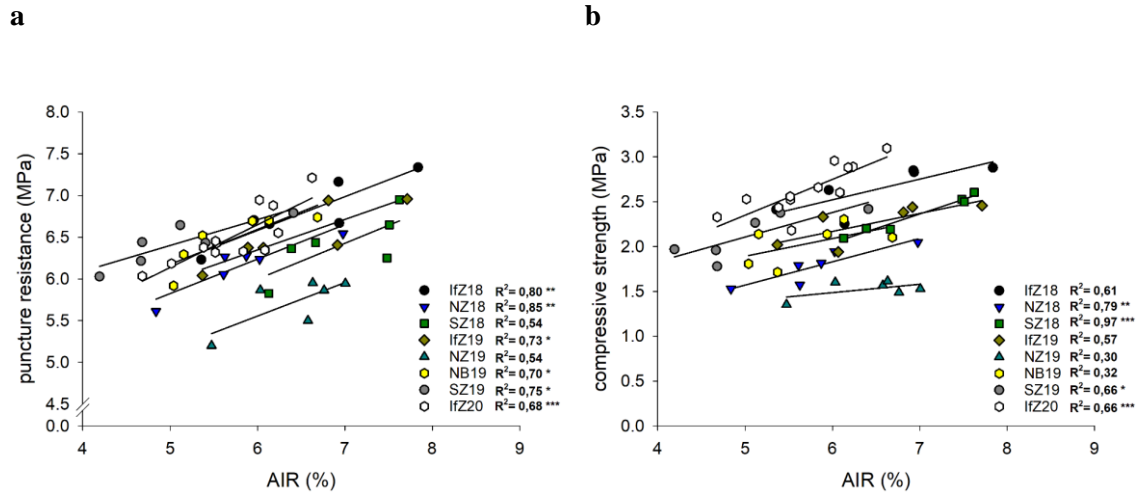 a
b
8.0
7.5
7.0
6.5
6.0
5.5
5.0
4.5
0.0
puncture resistance (MPa)
4 5 6 7 8 9
AIR (%)
IfZ18 R²= 0,80 **
NZ18 R²= 0,85 **
SZ18 R²= 0,54
IfZ19 R²= 0,73 *
NZ19 R²= 0,54
NB19 R²= 0,70 *
SZ19 R²= 0,75 *
IfZ20 R²= 0,68 ***
3.5
3.0
2.5
2.0
1.5
1.0
0.5
0.0
compressive strength (MPa)
4 5 6 7 8 9
AIR (%)
IfZ18 R²= 0,61
NZ18 R²= 0,79 **
SZ18 R²= 0,97 ***
IfZ19 R²= 0,57
NZ19 R²= 0,30
NB19 R²= 0,32
SZ19 R²= 0,66 *
IfZ20 R²= 0,66 ***